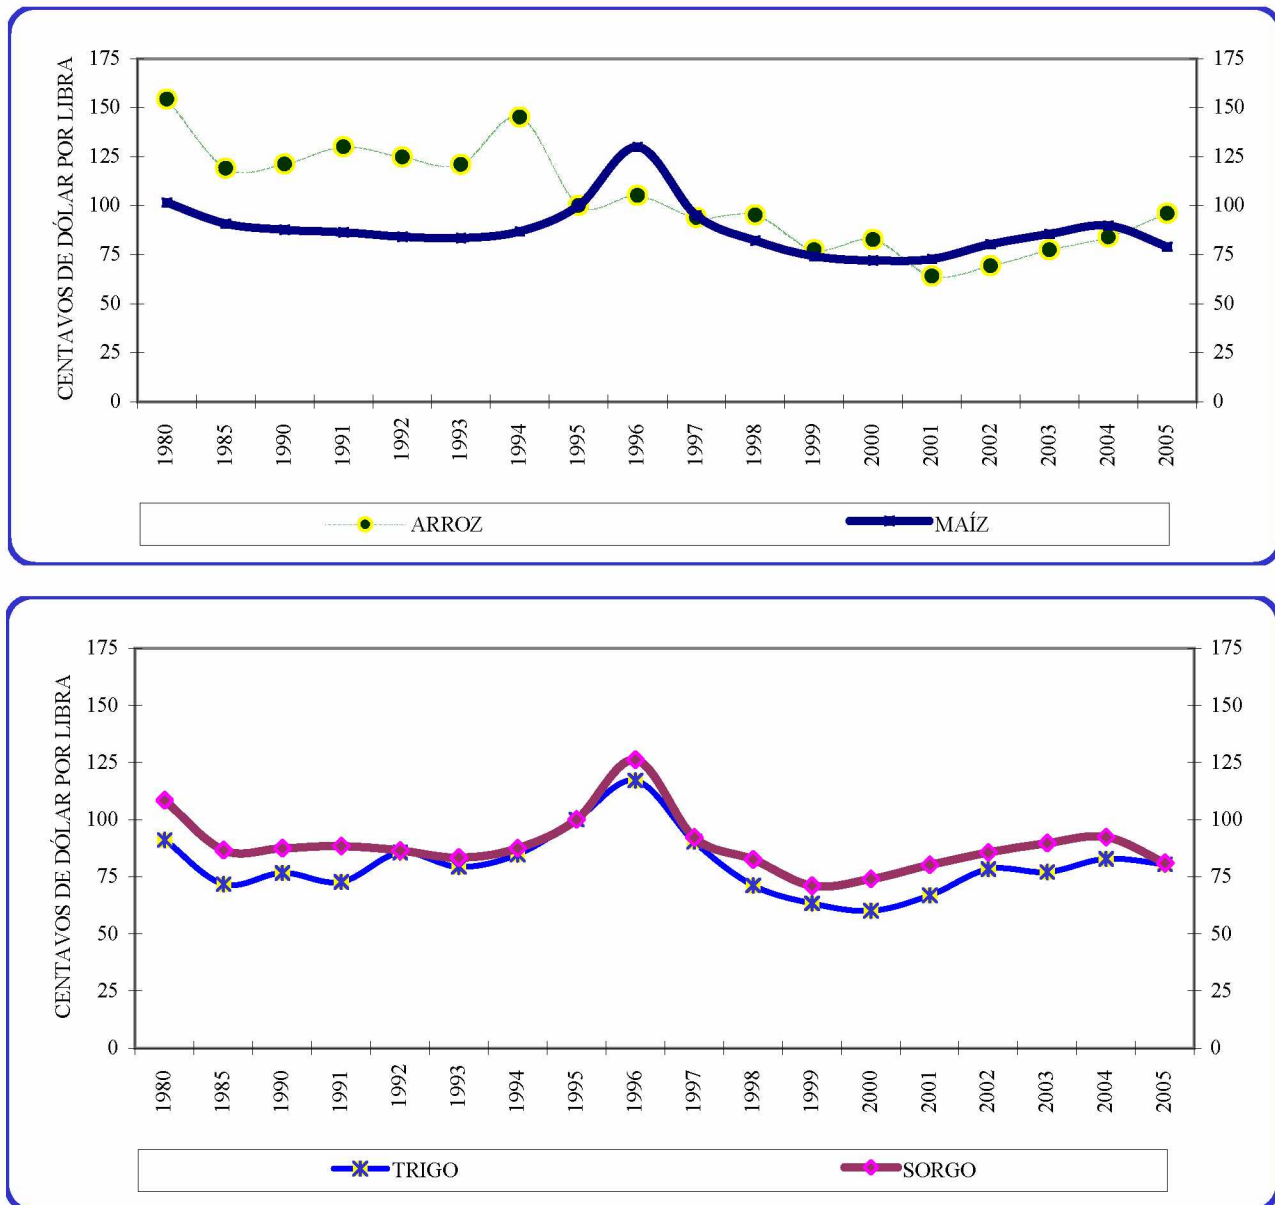 CENTAVOS DE DÓLAR POR LIBRA
175 175
150 150
125 125
100 100
75 75
50 50
25 25
0 0
1980 1985 1990 1991 1992 1993 1994 1995 1996 1997 1998 1999 2000 2001 2002 2003 2004 2005
ARROZ MAÍZ
CENTAVOS DE DÓLAR POR LIBRA
175 175
150 150
125 125
100 100
75 75
50 50
25 25
0 0
1980 1985 1990 1991 1992 1993 1994 1995 1996 1997 1998 1999 2000 2001 2002 2003 2004 2005
TRIGO SORGO